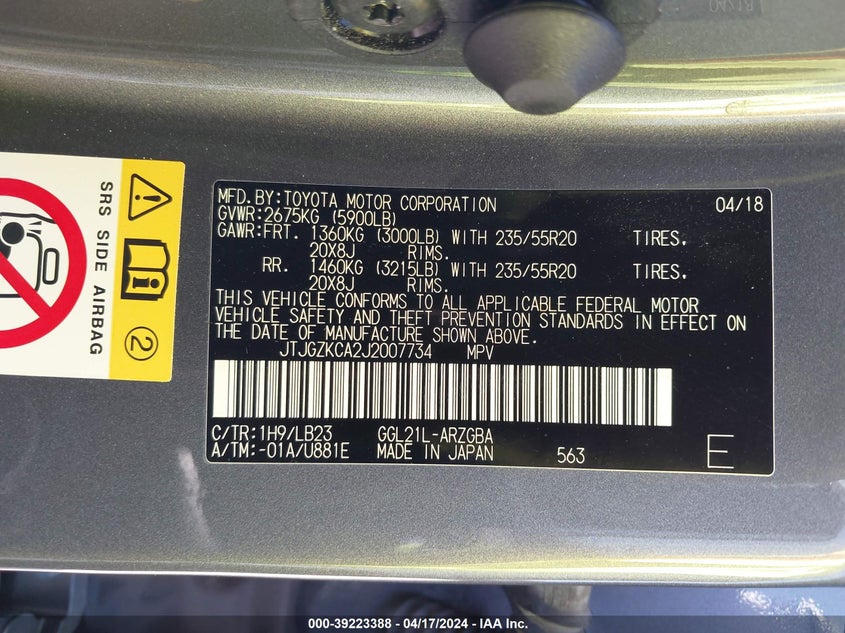 MFD.BY:TOYOTA MOTOR CORPORATION 04/18
GVWR:2675KG (5900LB)
GAWR:FRT. 1360KG (3000LB) WITH 235/55R20 TIRES.
20X8J RIMS.
RR. 1460KG (3215LB) WITH 235/55R20 TIRES.
20X8J RIMS.
THIS VEHICLE CONFORMS TO ALL APPLICABLE FEDERAL MOTOR
VEHICLE SAFETY AND THEFT PREVENTION STANDARDS IN EFFECT ON
THE DATE OF MANUFACTURE SHOWN ABOVE.
JTJGZKCA2J2007734 MPV
C/TR:1H9/LB23 GGL21L-ARZGBA
A/TM:-01A/U881E MADE IN JAPAN 563 E
SRS SIDE AIRBAG
2
000-39223388 - 04/17/2024 - IAA Inc.